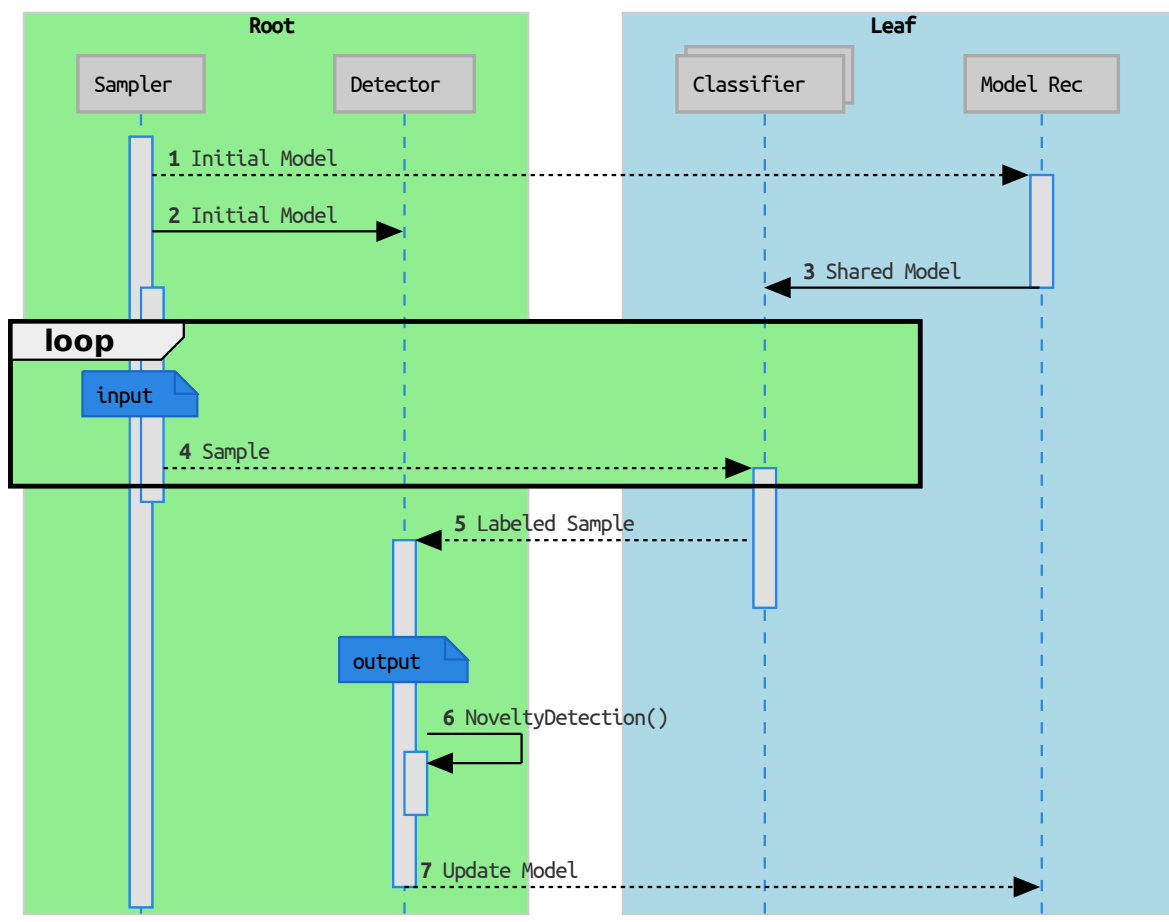 Root
Leaf
Sampler
Detector
Classifier
Model Rec
1 Initial Model
2 Initial Model
3 Shared Model
loop
input
4 Sample
5 Labeled Sample
output
6 NoveltyDetection()
7 Update Model